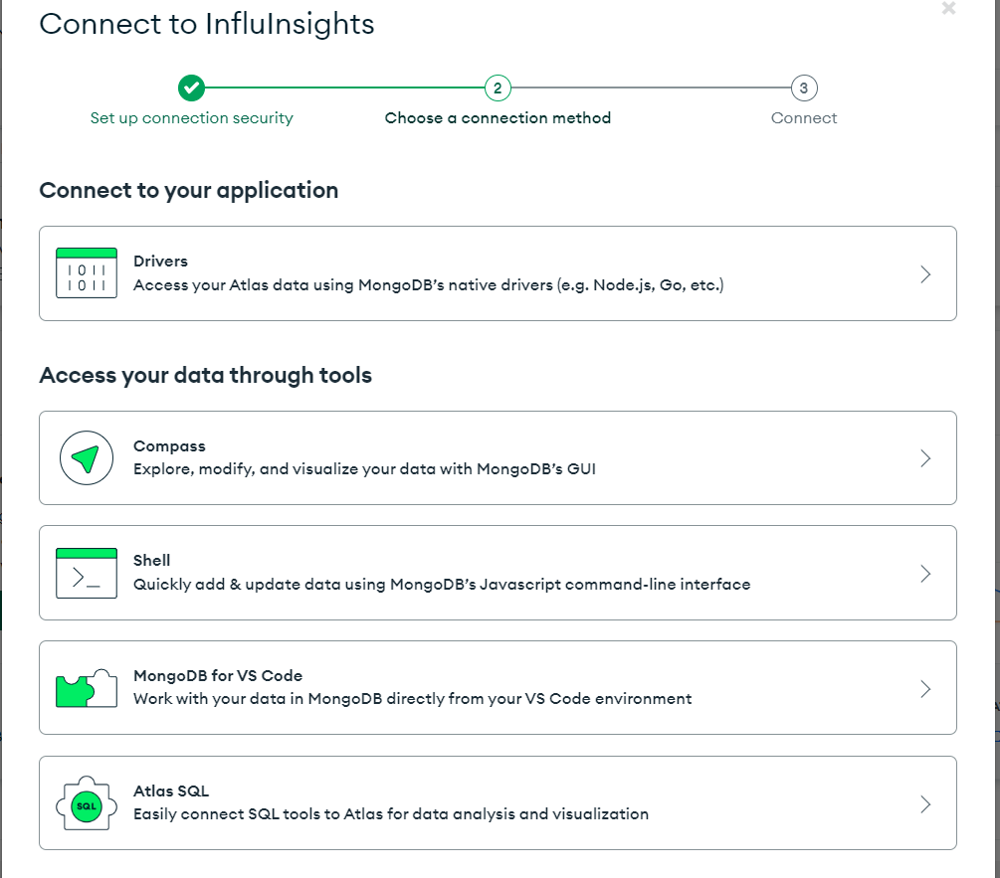 Connect to InfluInsights
2
3
Set up connection security
Choose a connection method
Connect
Connect to your application
1011
1011
Drivers
Access your Atlas data using MongoDB’s native drivers (e.g. Node.js, Go, etc.)
Access your data through tools
Compass
Explore, modify, and visualize your data with MongoDB’s GUI
Shell
>_
Quickly add & update data using MongoDB’s Javascript command-line interface
MongoDB for VS Code
Work with your data in MongoDB directly from your VS Code environment
Atlas SQL
SQL
Easily connect SQL tools to Atlas for data analysis and visualization